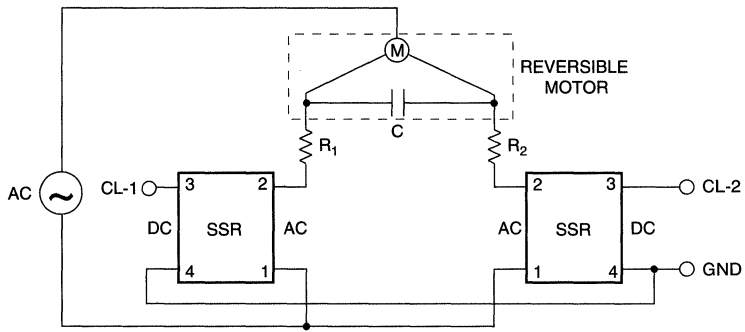 M
REVERSIBLE
MOTOR
C
R1
R2
AC
CL-1
3
2
DC
SSR
AC
4
1
2
3
CL-2
AC
SSR
DC
1
4
GND